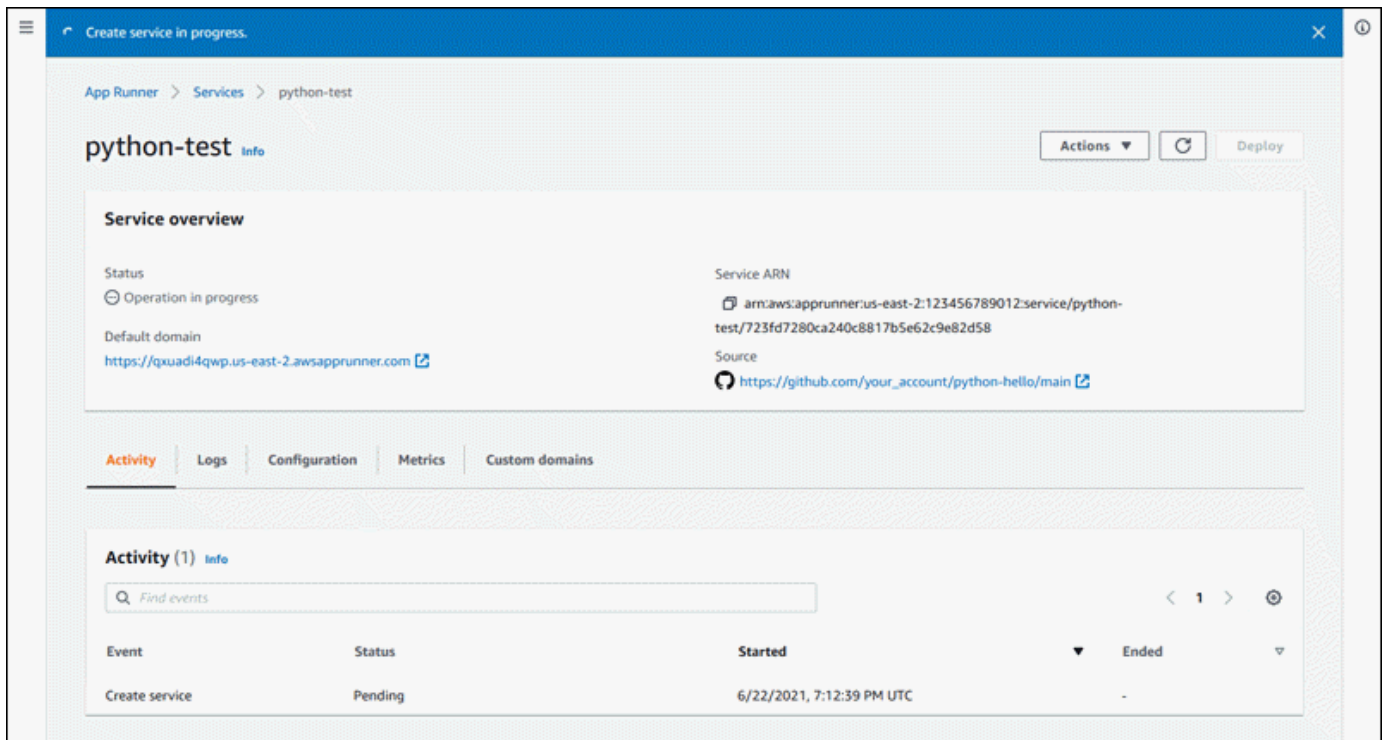 Create service in progress.
App Runner > Services > python-test
python-test Info
Actions
Deploy
Service overview
Status
Operation in progress
Default domain
https://qxuadi4qwp.us-east-2.awsapprunner.com
Service ARN
arn:aws:apprunner:us-east-2:123456789012:service/python-
test/723fd7280ca240c8817b5e62c9e82d58
Source
https://github.com/your_account/python-hello/main
Activity Logs Configuration Metrics Custom domains
Activity (1) Info
Find events
< 1 >
Event Status Started Ended
Create service Pending 6/22/2021, 7:12:39 PM UTC -